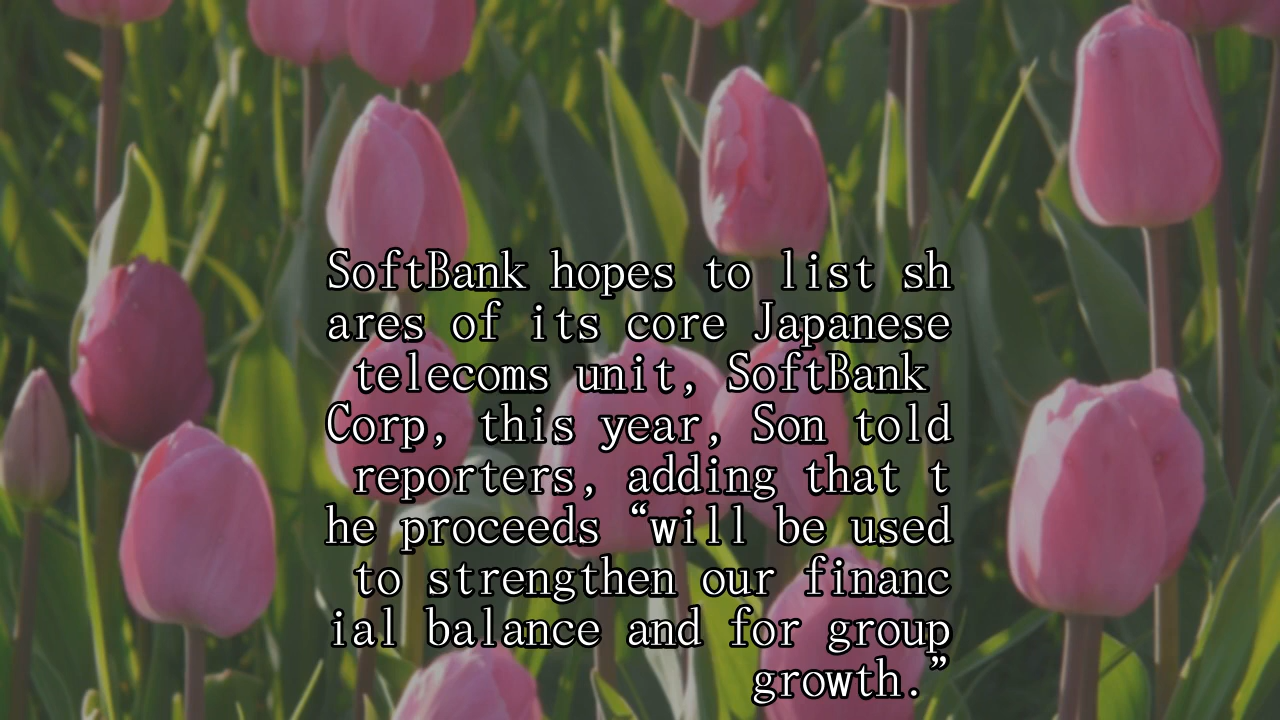 SoftBank hopes to list sh
ares of its core Japanese
telecoms unit, SoftBank
Corp, this year, Son told
reporters, adding that t
he proceeds “will be used
to strengthen our financ
ial balance and for group
growth.”